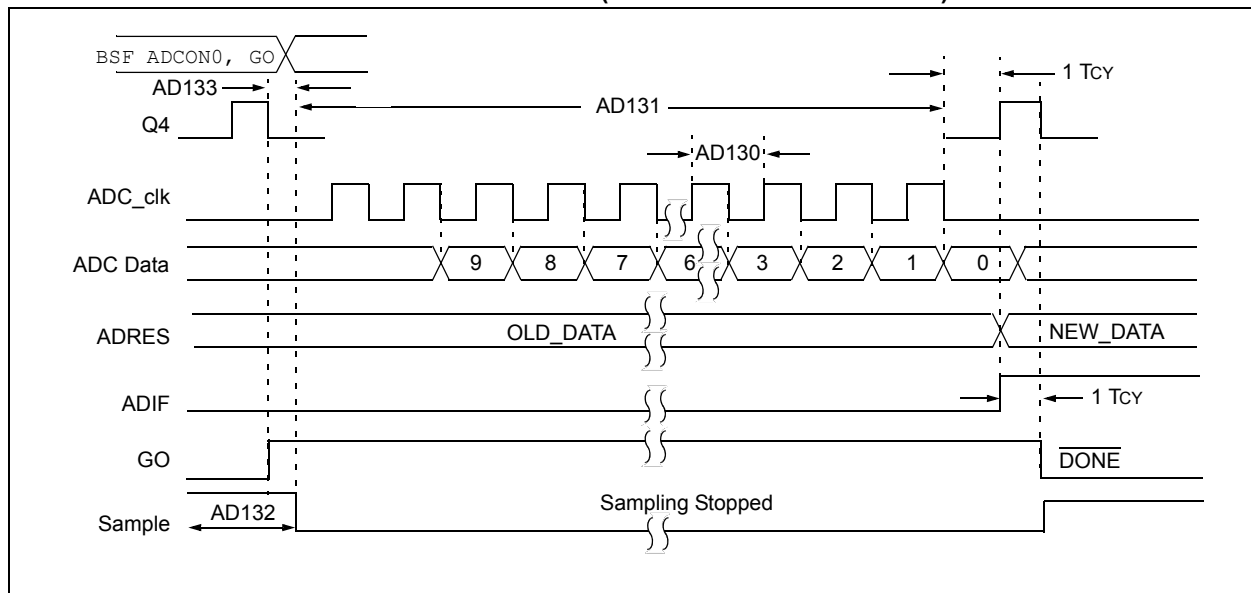 BSF ADCON0, GO
1 TCY
AD133
AD131
Q4
AD130
ADC_clk
ADC Data
9 8 7 6 3 2 1 0
ADRES
OLD_DATA
NEW_DATA
ADIF
1 TCY
GO
DONE
Sample
AD132
Sampling Stopped